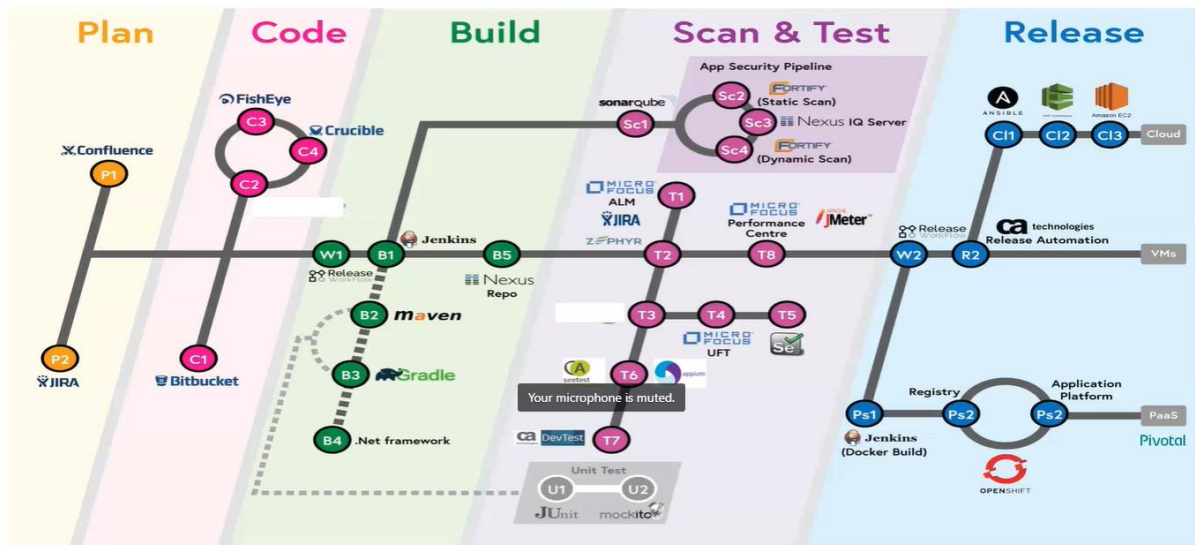 Plan
Code
Build
Scan & Test
Release
Confluence
P1
P2
JIRA
FishEye
C3
Crucible
C4
C2
C1
Bitbucket
W1
Release
WORKFLOW
B1
Jenkins
B5
Nexus
Repo
B2
maven
B3
Gradle
B4
.Net framework
App Security Pipeline
sonarqube
Sc1
Sc2
FORTIFY
(Static Scan)
Sc3
Nexus IQ Server
Sc4
FORTIFY
(Dynamic Scan)
MICRO
FOCUS
ALM
T1
JIRA
ZEPHYR
T2
MICRO
FOCUS
Performance
Centre
APACHE
JMeter™
T8
T3
T4
T5
MICRO
FOCUS
UFT
Se
seetest
T6
appium
Your microphone is muted.
ca DevTest
T7
Unit Test
U1
U2
JUnit
mockito
ANSIBLE
Amazon EC2
Cl1
Cl2
Cl3
Cloud
Release
WORKFLOW
W2
R2
ca technologies
Release Automation
VMs
Ps1
Jenkins
(Docker Build)
Registry
Ps2
Application
Platform
Ps2
PaaS
Pivotal
OPENSHIFT